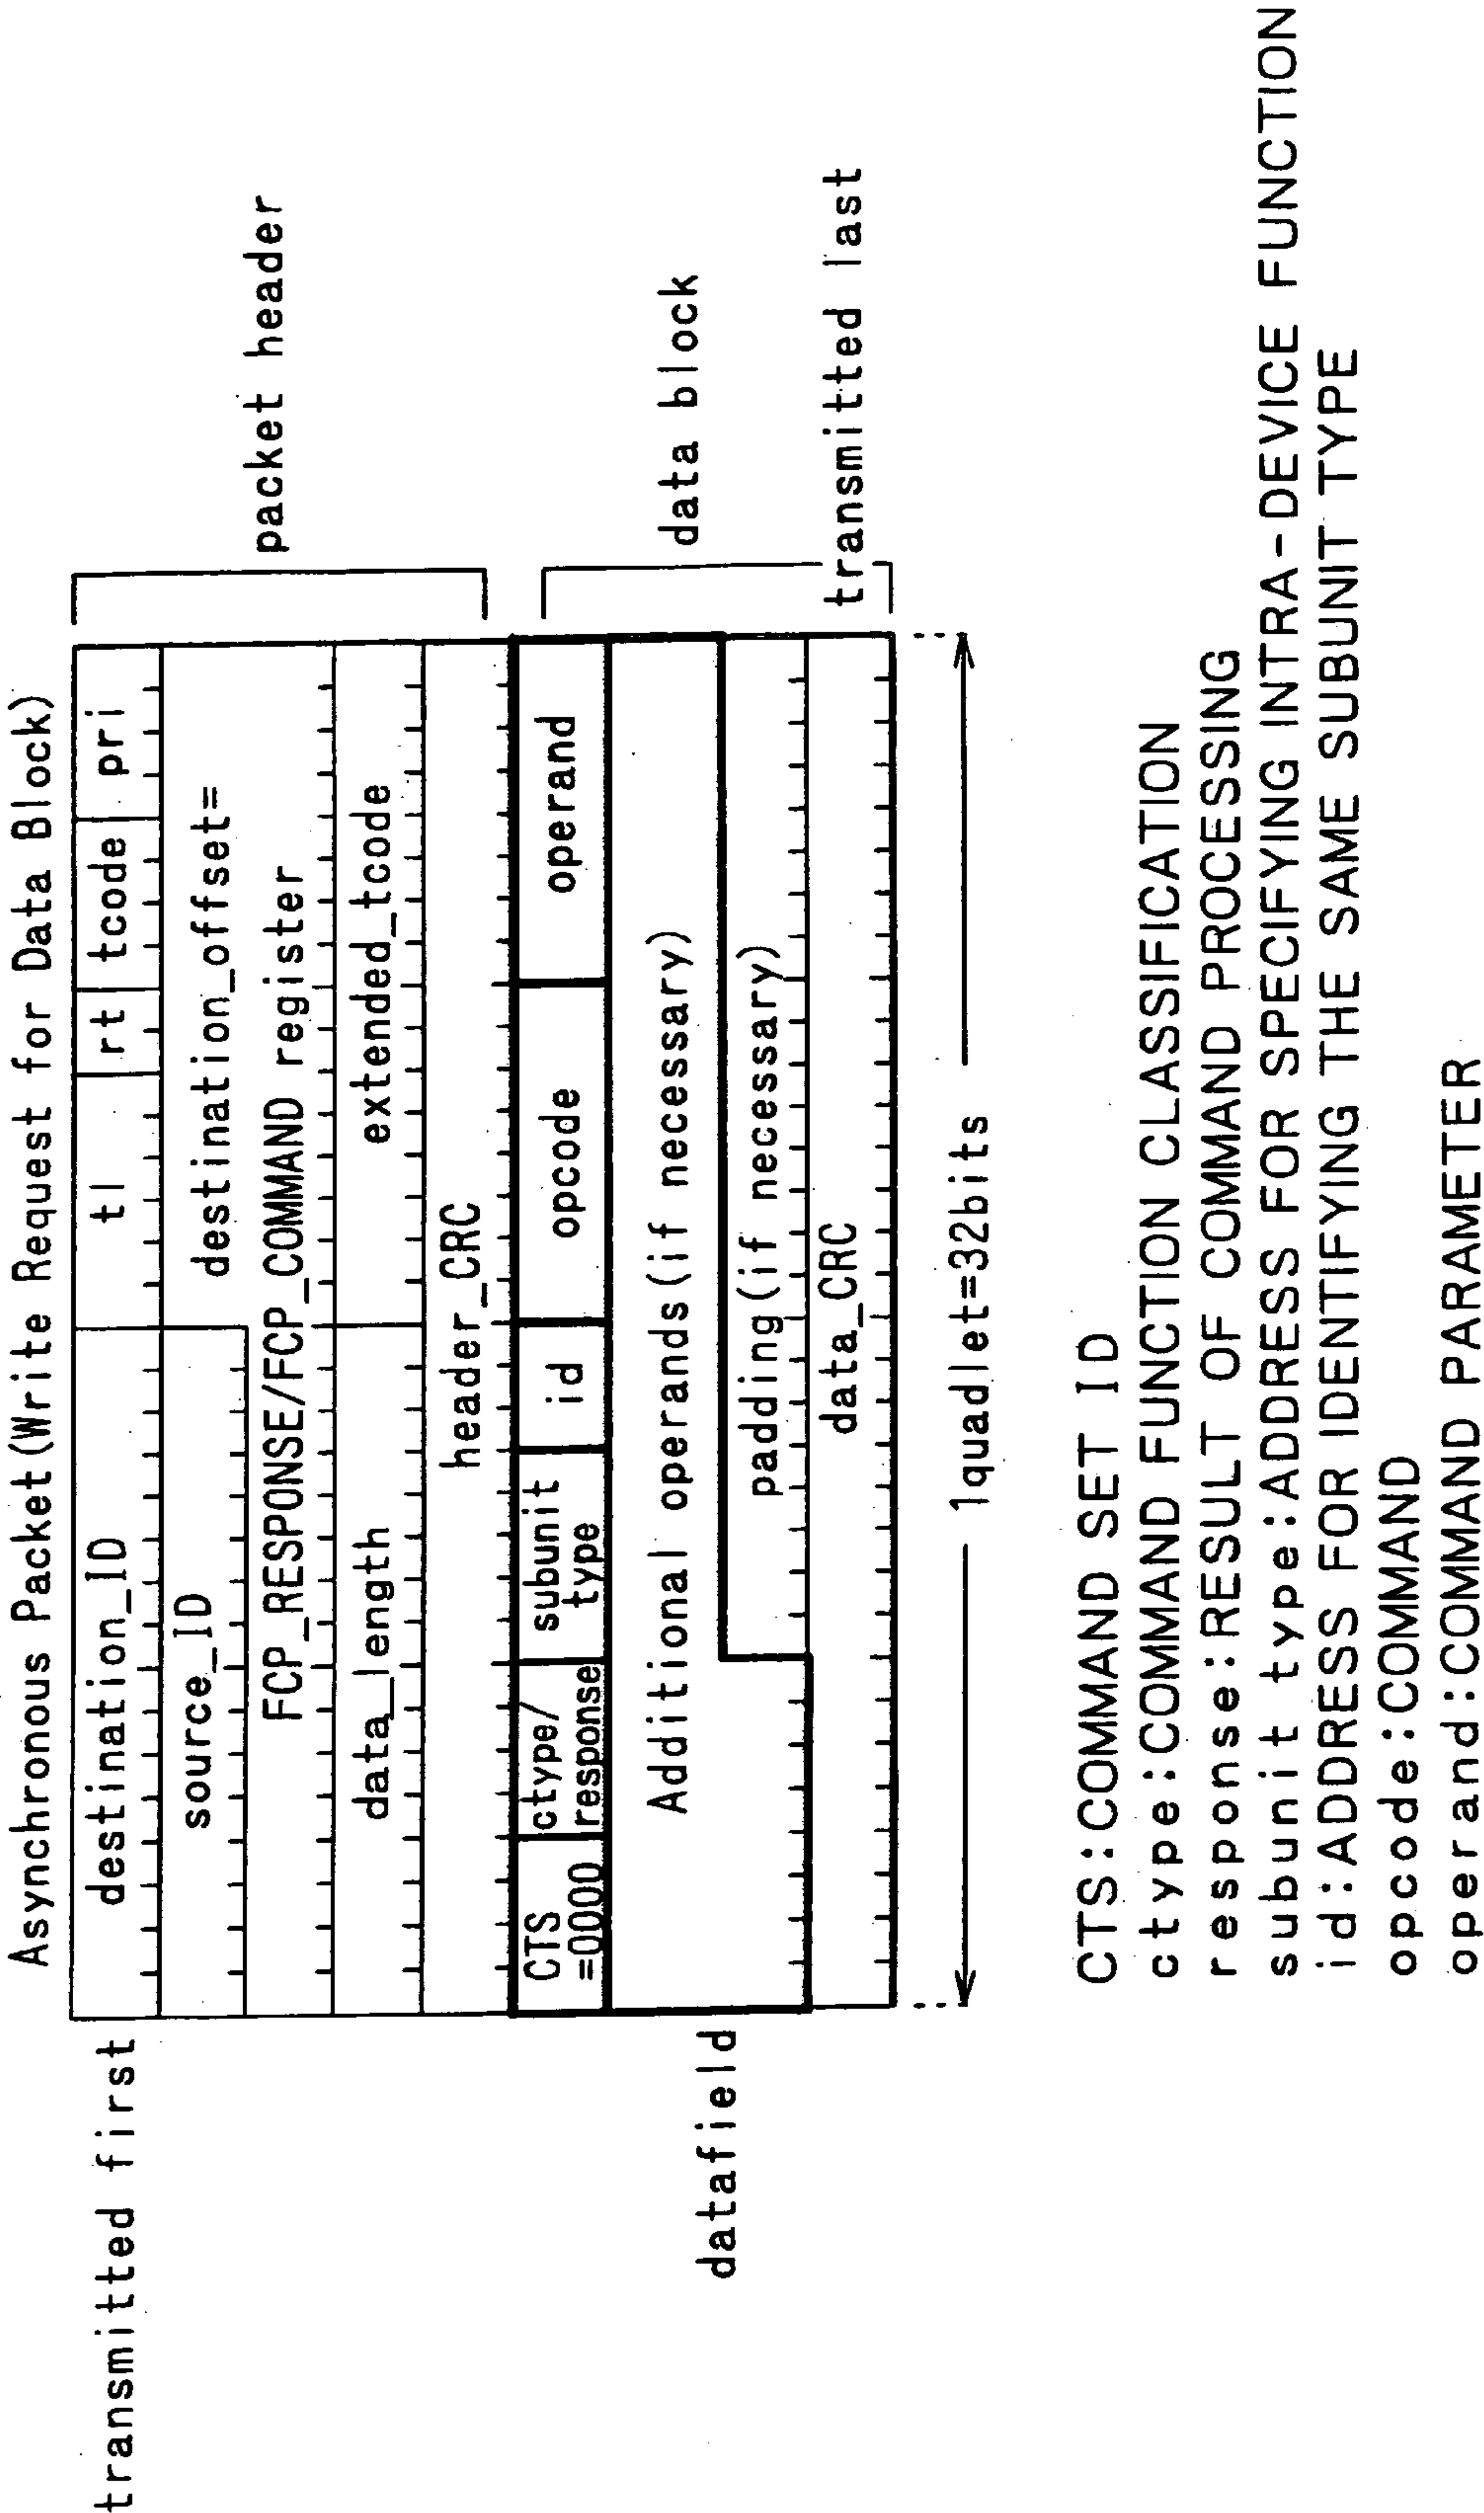 Asynchronous Packet(Write Request for Data Block)
transmitted first
destination_ID
tl
rt
tcode
pri
packet header
source_ID
destination_offset=
FCP_RESPONSE/FCP_COMMAND register
data_length
extended_tcode
header_CRC
CTS
=0000
ctype/
response
subunit
type
id
opcode
operand
data block
datafield
Additional operands(if necessary)
padding(if necessary)
data_CRC
transmitted last
1quadlet=32bits
CTS:COMMAND SET ID
ctype:COMMAND FUNCTION CLASSIFICATION
response:RESULT OF COMMAND PROCESSING
subunit type:ADDRESS FOR SPECIFYING INTRA-DEVICE FUNCTION
id:ADDRESS FOR IDENTIFYING THE SAME SUBUNIT TYPE
opcode:COMMAND
operand:COMMAND PARAMETER